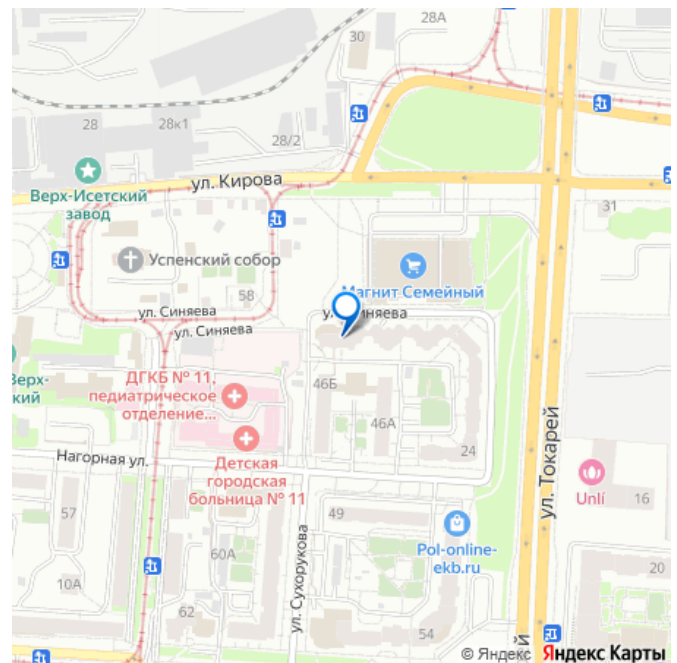 28А
30
28
28к1
28/2
ул. Кирова
Верх-Исетский
завод
31
Успенский собор
58
Магнит Семейный
ул. Синяева
ул. Синяева
Верх-
ский
ДГКБ № 11,
педиатрическое
отделение...
46Б
46А
24
Нагорная ул.
Детская
городская
больница № 11
ул. Токарей
Unlí
16
57
49
Pol-online-
ekb.ru
60А
10А
62
ул. Сухорукова
54
20
ей
© Яндекс Яндекс Карты